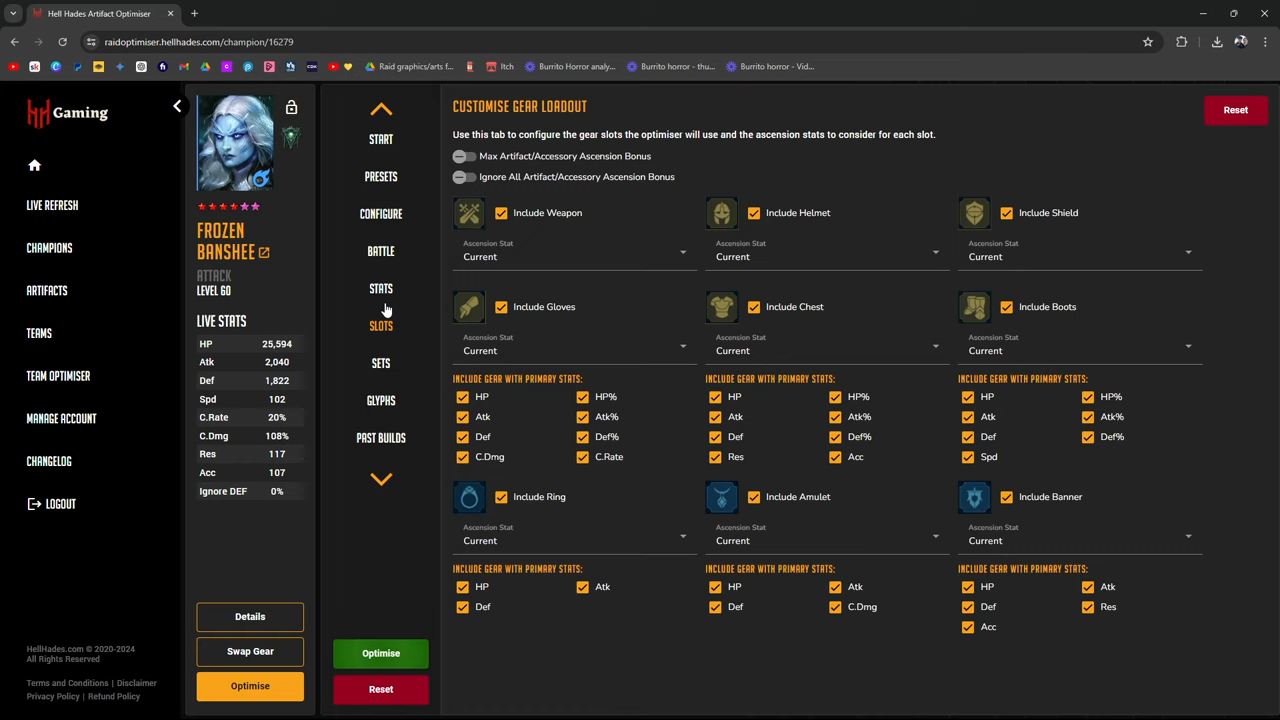 Hell Hades Artifact Optimiser
raidoptimiser.hellhades.com/champion/16279
Raid graphics/arts f...
Itch
Burrito Horror analy...
Burrito horror - thu...
Burrito horror - Vid...
Gaming
LIVE REFRESH
CHAMPIONS
ARTIFACTS
TEAMS
TEAM OPTIMISER
MANAGE ACCOUNT
CHANGELOG
LOGOUT
HellHades.com © 2020-2024
All Rights Reserved
Terms and Conditions | Disclaimer
Privacy Policy | Refund Policy
FROZEN
BANSHEE
ATTACK
LEVEL 60
LIVE STATS
HP 25,594
Atk 2,040
Def 1,822
Spd 102
C.Rate 20%
C.Dmg 108%
Res 117
Acc 107
Ignore DEF 0%
Details
Swap Gear
Optimise
START
PRESETS
CONFIGURE
BATTLE
STATS
SLOTS
SETS
GLYPHS
PAST BUILDS
Optimise
Reset
CUSTOMISE GEAR LOADOUT
Reset
Use this tab to configure the gear slots the optimiser will use and the ascension stats to consider for each slot.
Max Artifact/Accessory Ascension Bonus
Ignore All Artifact/Accessory Ascension Bonus
Include Weapon
Ascension Stat
Current
Include Helmet
Ascension Stat
Current
Include Shield
Ascension Stat
Current
Include Gloves
Ascension Stat
Current
INCLUDE GEAR WITH PRIMARY STATS:
HP HP%
Atk Atk%
Def Def%
C.Dmg C.Rate
Include Chest
Ascension Stat
Current
INCLUDE GEAR WITH PRIMARY STATS:
HP HP%
Atk Atk%
Def Def%
Res Acc
Include Boots
Ascension Stat
Current
INCLUDE GEAR WITH PRIMARY STATS:
HP HP%
Atk Atk%
Def Def%
Spd
Include Ring
Ascension Stat
Current
INCLUDE GEAR WITH PRIMARY STATS:
HP Atk
Def
Include Amulet
Ascension Stat
Current
INCLUDE GEAR WITH PRIMARY STATS:
HP Atk
Def C.Dmg
Include Banner
Ascension Stat
Current
INCLUDE GEAR WITH PRIMARY STATS:
HP Atk
Def Res
Acc